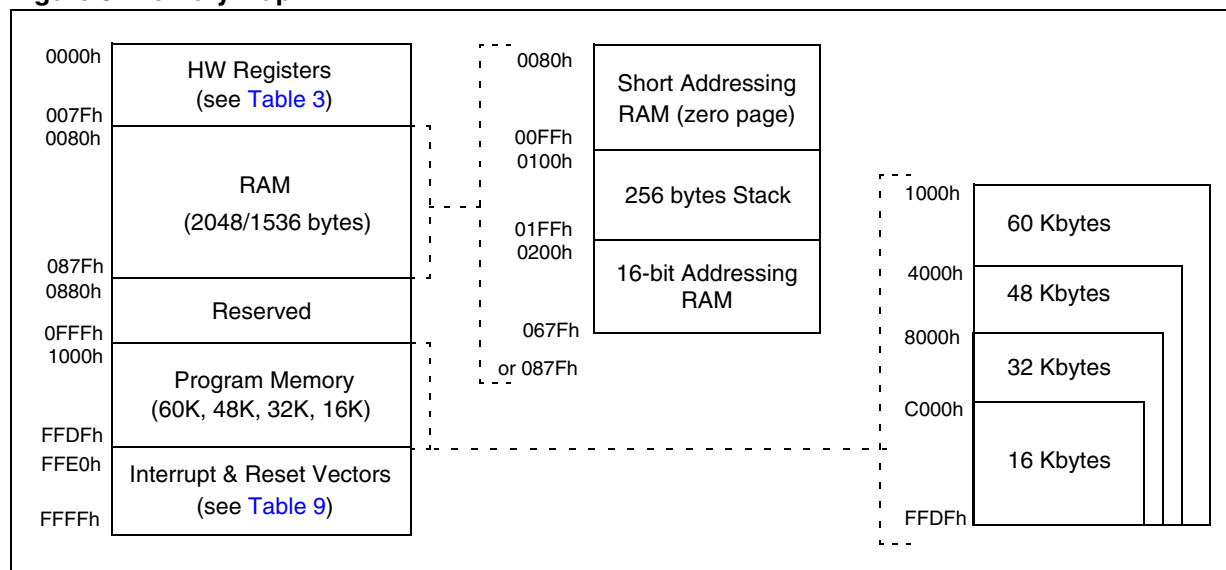 0000h
HW Registers
(see Table 3)
007Fh
0080h
RAM
(2048/1536 bytes)
087Fh
0880h
Reserved
0FFFh
1000h
Program Memory
(60K, 48K, 32K, 16K)
FFDFh
FFE0h
Interrupt & Reset Vectors
(see Table 9)
FFFFh
0080h
Short Addressing
RAM (zero page)
00FFh
0100h
256 bytes Stack
01FFh
0200h
16-bit Addressing
RAM
067Fh
or 087Fh
1000h
60 Kbytes
4000h
48 Kbytes
8000h
32 Kbytes
C000h
16 Kbytes
FFDFh